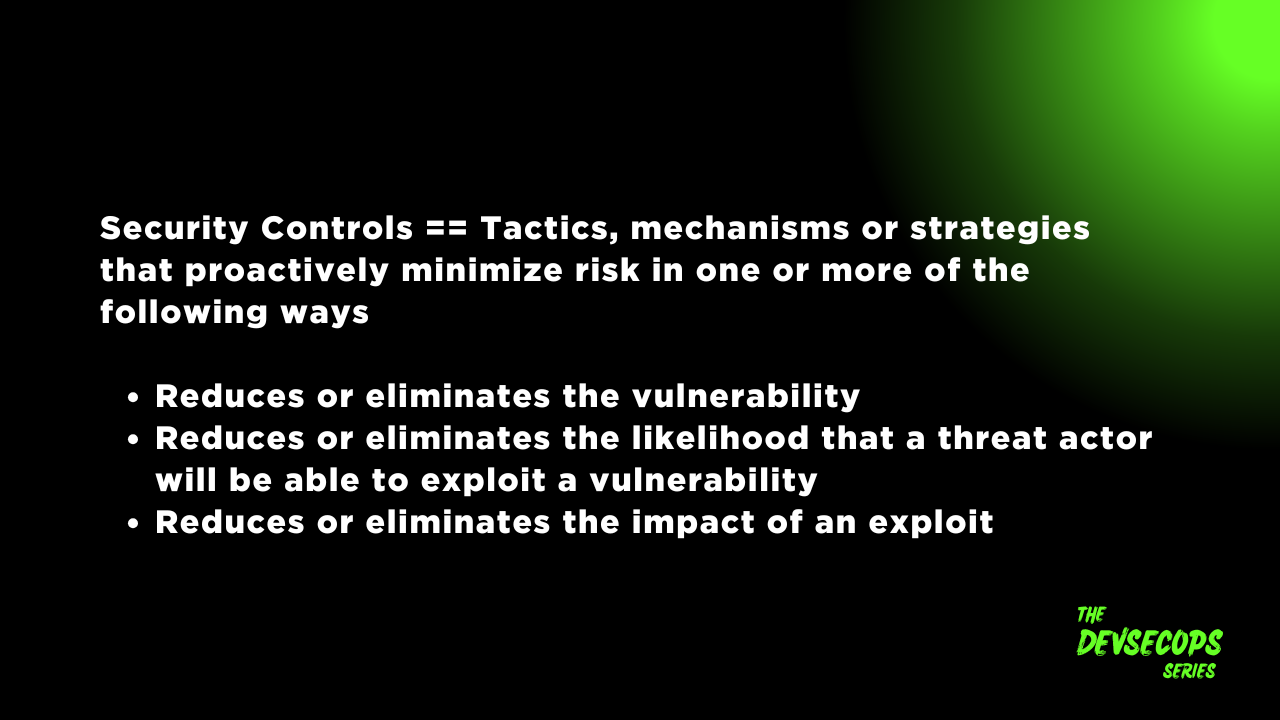 Security Controls == Tactics, mechanisms or strategies
that proactively minimize risk in one or more of the
following ways
• Reduces or eliminates the vulnerability
• Reduces or eliminates the likelihood that a threat actor
will be able to exploit a vulnerability
• Reduces or eliminates the impact of an exploit
THE
DEVSECOPS
SERIES